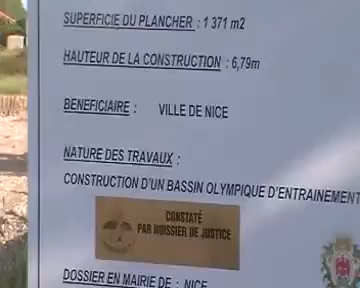 SUPERFICIE DU PLANCHER : 1 371 m2
HAUTEUR DE LA CONSTRUCTION : 6,79m
BENEFICIAIRE : VILLE DE NICE
NATURE DES TRAVAUX :
CONSTRUCTION D'UN BASSIN OLYMPIQUE D'ENTRAINEMENT
CONSTATÉ
PAR HUISSIER DE JUSTICE
DOSSIER EN MAIRE DE : NICE